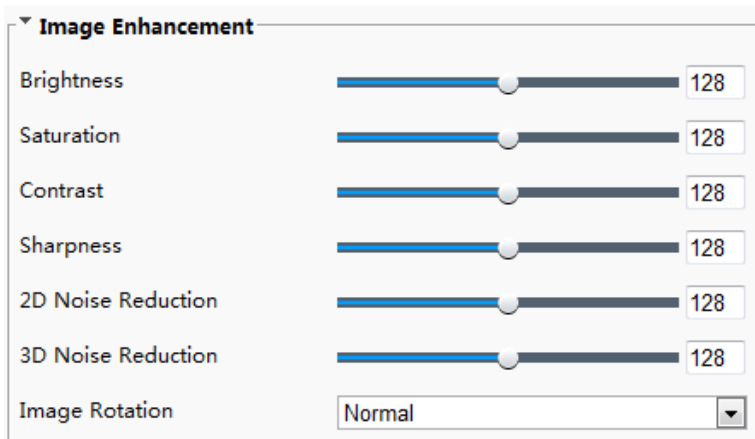 Image Enhancement
Brightness 128
Saturation 128
Contrast 128
Sharpness 128
2D Noise Reduction 128
3D Noise Reduction 128
Image Rotation Normal